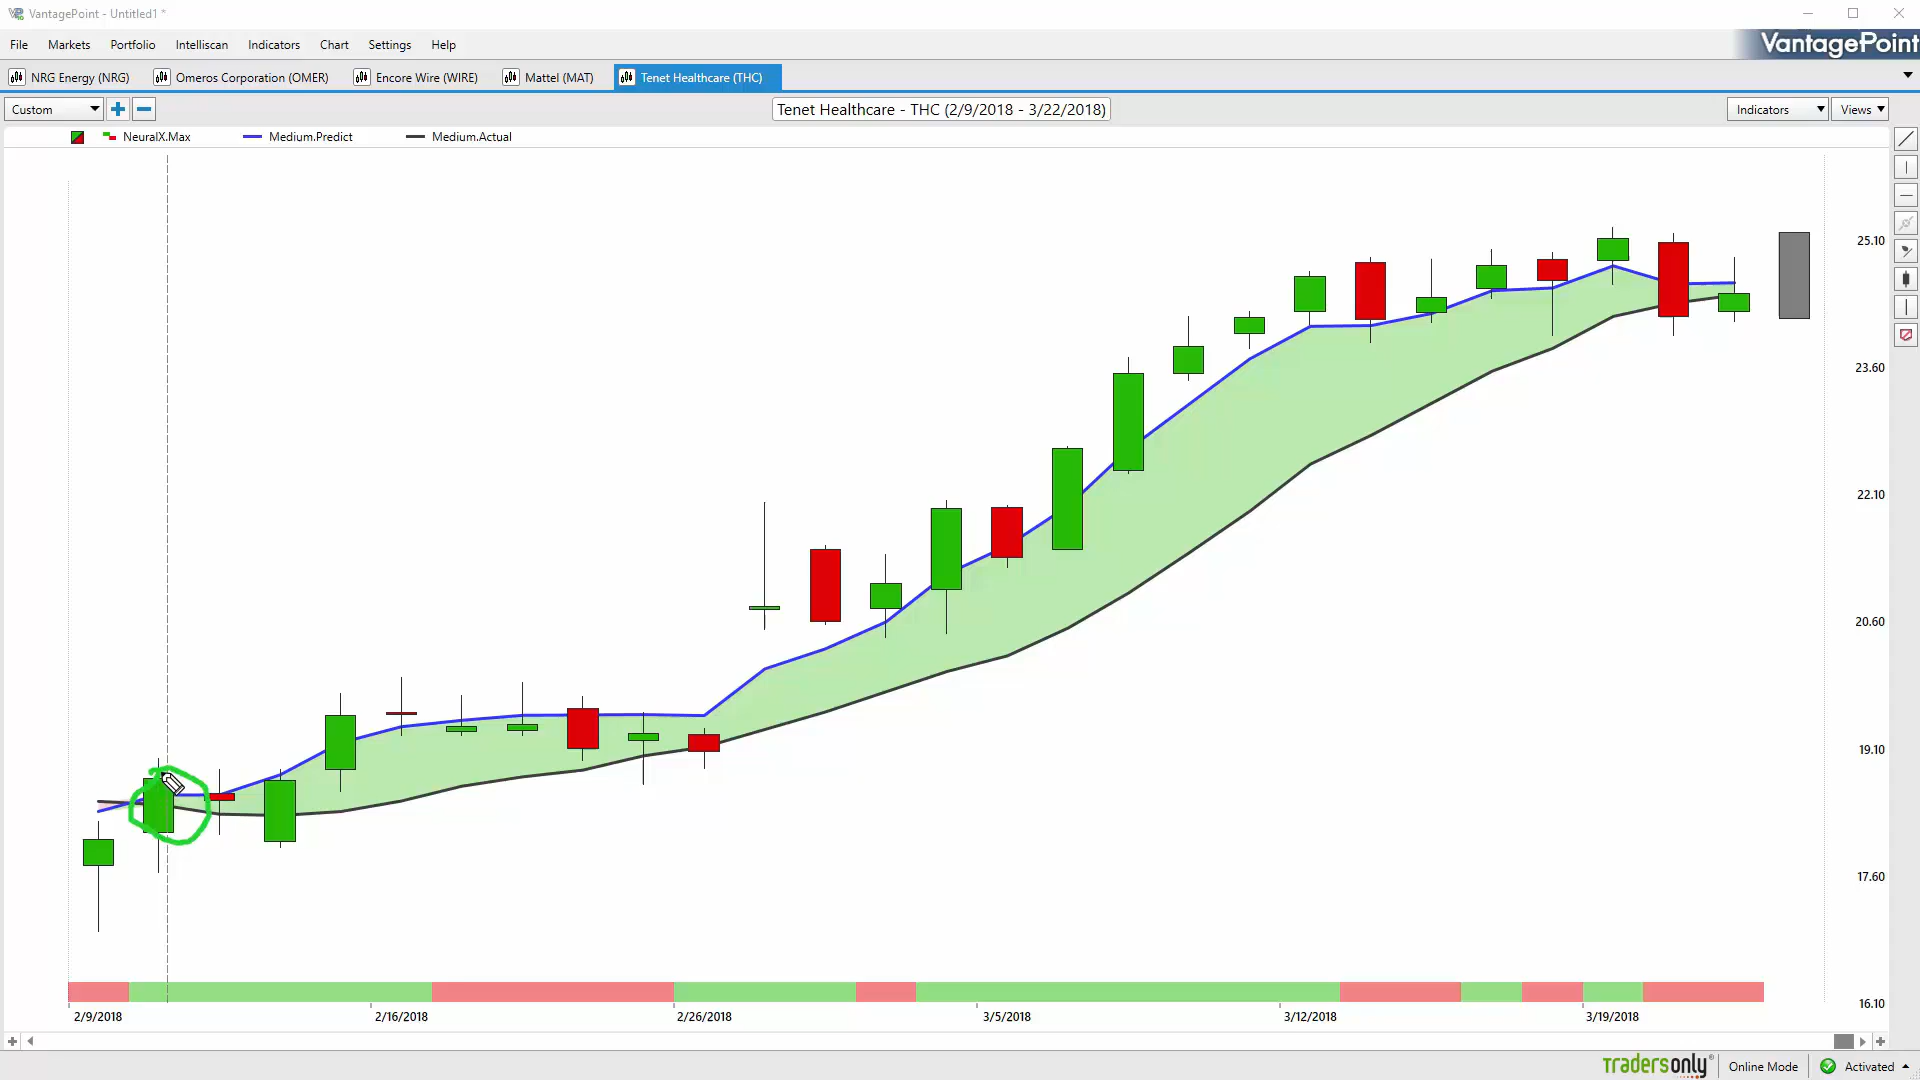 VantagePoint - Untitled1 *
File Markets Portfolio Intelliscan Indicators Chart Settings Help
VantagePoint
NRG Energy (NRG) Omeros Corporation (OMER) Encore Wire (WIRE) Mattel (MAT) Tenet Healthcare (THC)
Custom Tenet Healthcare - THC (2/9/2018 - 3/22/2018) Indicators Views
NeuralX.Max Medium.Predict Medium.Actual
25.10
23.60
22.10
20.60
19.10
17.60
16.10
2/9/2018 2/16/2018 2/26/2018 3/5/2018 3/12/2018 3/19/2018
tradersonly® Online Mode Activated